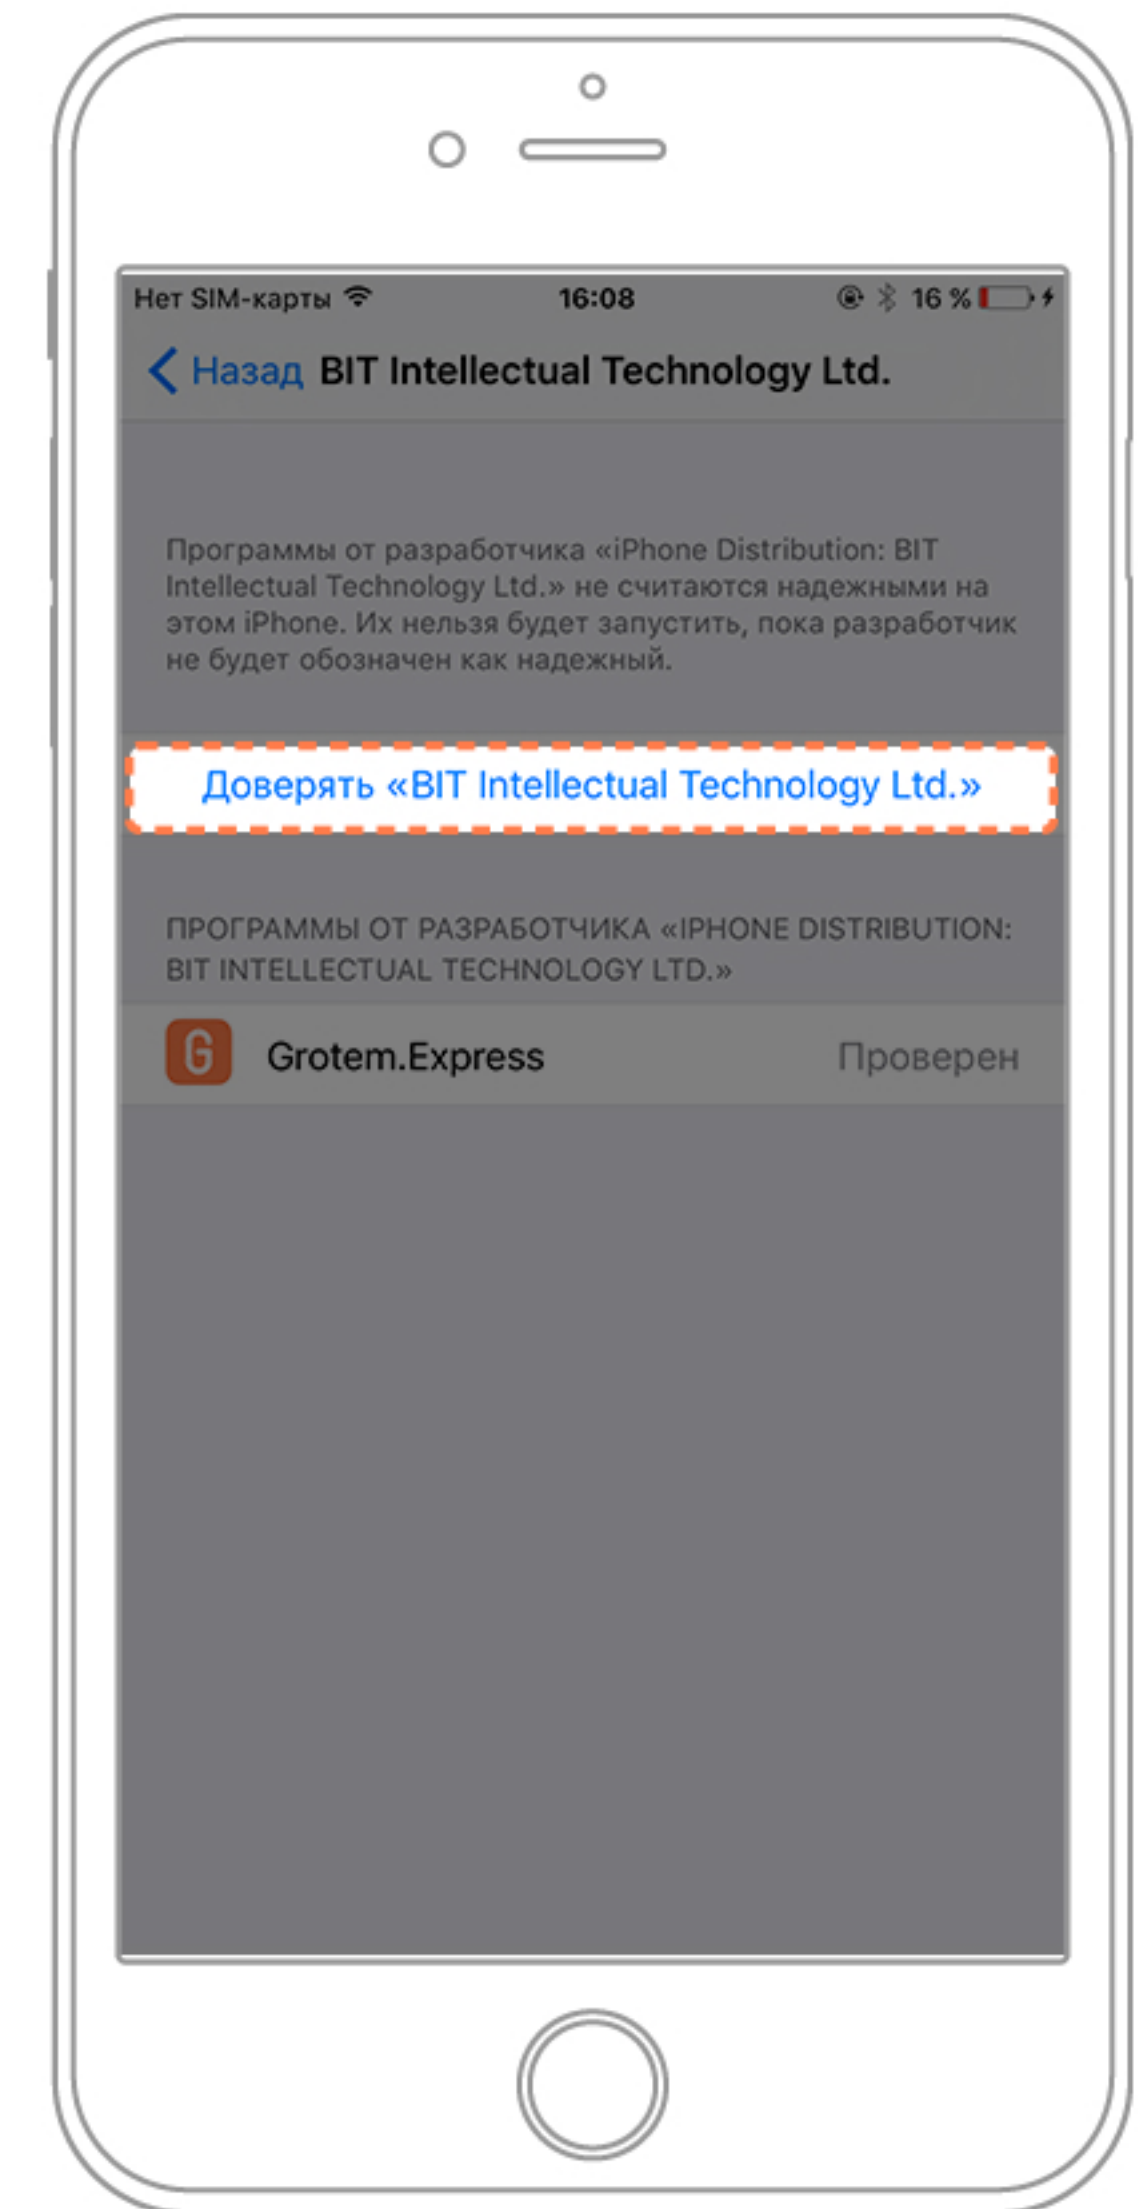 Нет SIM-карты 16:08 16 %
Назад BIT Intellectual Technology Ltd.
Программы от разработчика «iPhone Distribution: BIT
Intellectual Technology Ltd.» не считаются надежными на
этом iPhone. Их нельзя будет запустить, пока разработчик
не будет обозначен как надежный.
Доверять «BIT Intellectual Technology Ltd.»
ПРОГРАММЫ ОТ РАЗРАБОТЧИКА «IPHONE DISTRIBUTION:
BIT INTELLECTUAL TECHNOLOGY LTD.»
G Grotem.Express Проверен